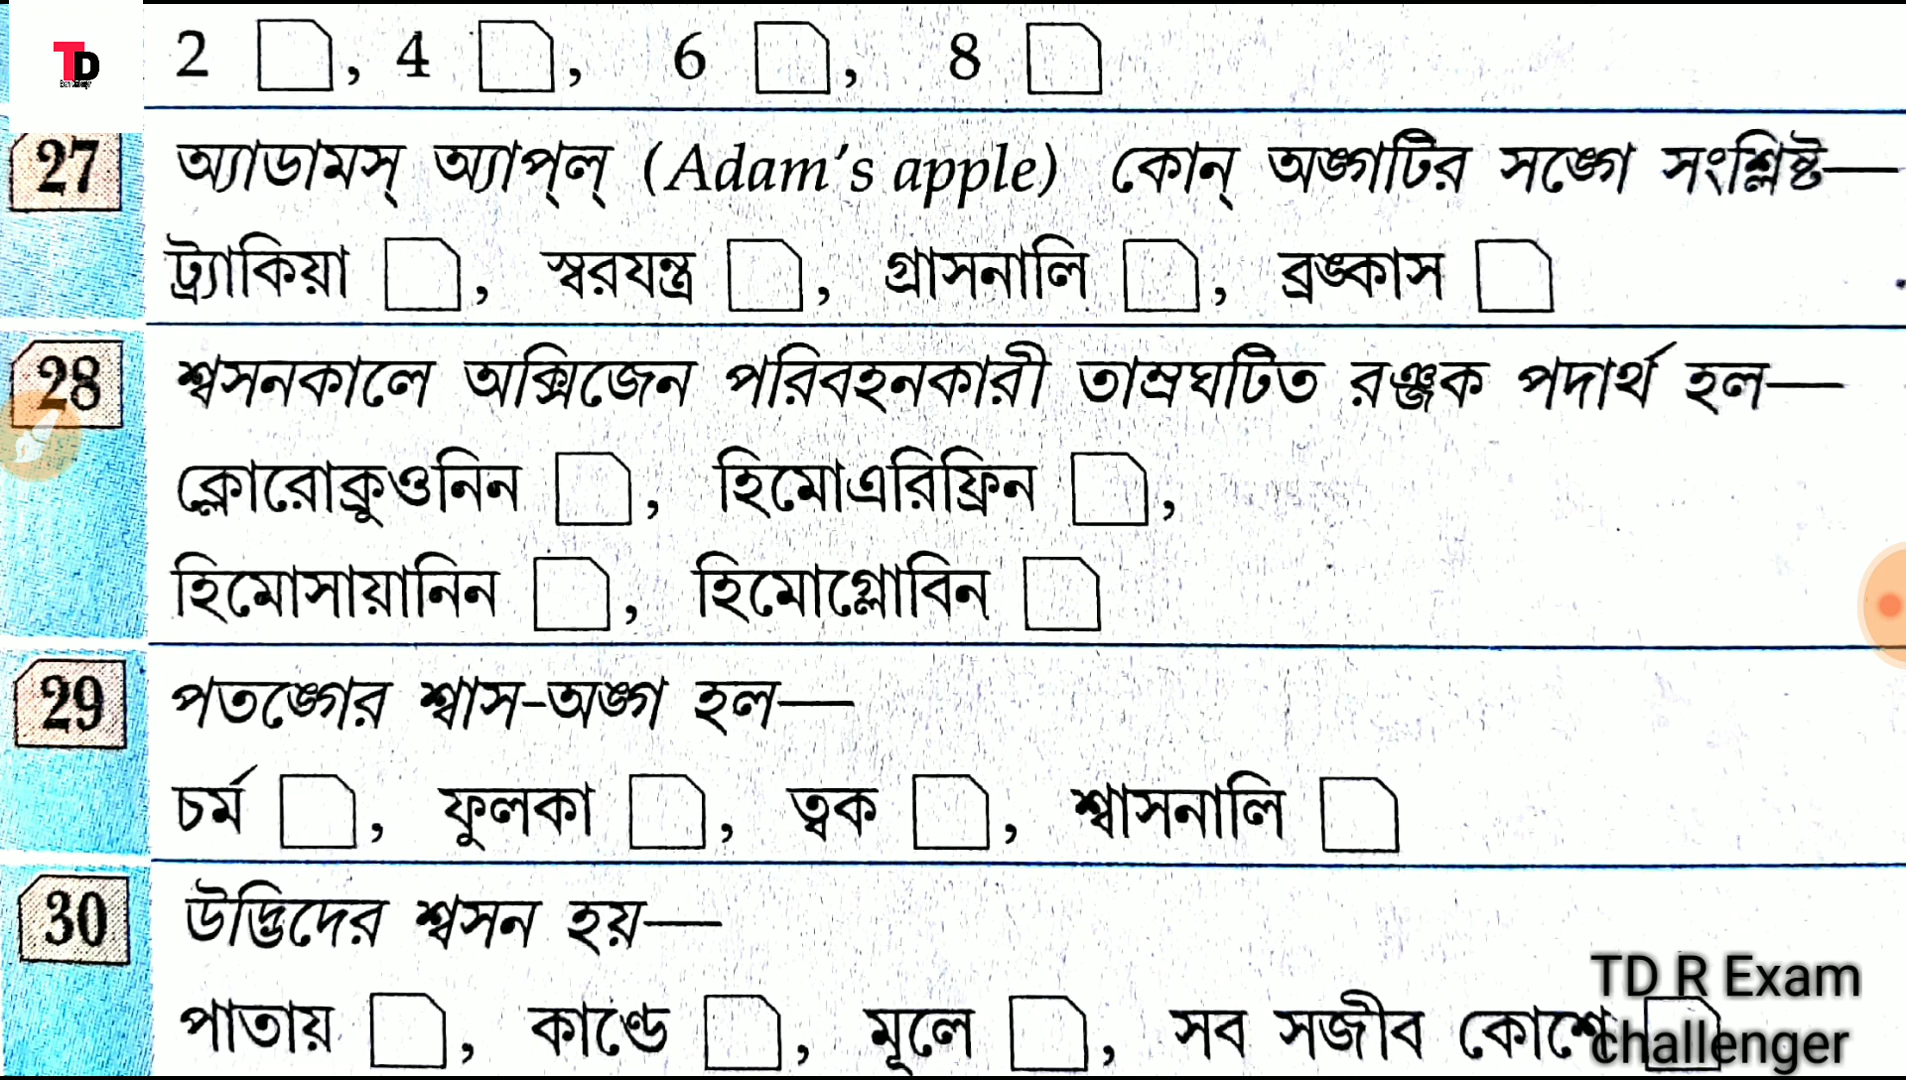 TD
2 , 4 , 6 , 8
27 অ্যাডামস্ অ্যাপ্‌ল্ (Adam's apple) কোন্ অঙ্গটির সঙ্গে সংশ্লিষ্ট—
ট্র্যাকিয়া , স্বরযন্ত্র , গ্রাসনালি , ব্রঙ্কাস
28 শ্বসনকালে অক্সিজেন পরিবহনকারী তাম্রঘটিত রঞ্জক পদার্থ হল—
ক্লোরোক্রুওনিন , হিমোএরিফ্রিন ,
হিমোসায়ানিন , হিমোগ্লোবিন
29 পতঙ্গের শ্বাস-অঙ্গ হল—
চর্ম , ফুলকা , ত্বক , শ্বাসনালি
30 উদ্ভিদের শ্বসন হয়—
পাতায় , কাণ্ডে , মূলে , সব সজীব কোশে
TD R Exam
challenger